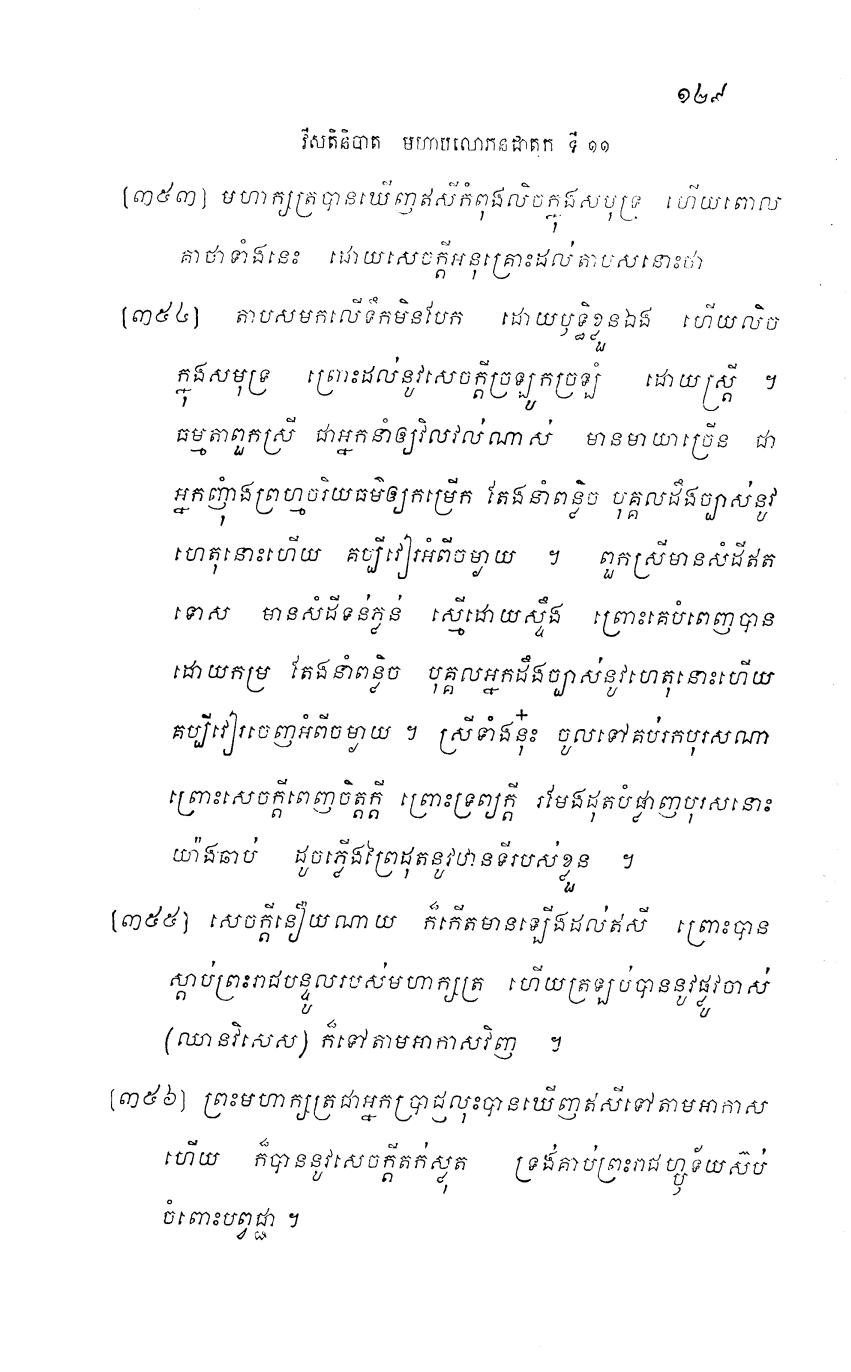 ១២៩
វីសតិនិបាត មហាបលោភនជាតក ទី ១១
[៣៥៣] មហាក្សត្របានឃើញឥសីកំពុងលិចក្នុងសមុទ្រ ហើយពោល
គាថាទាំងនេះ ដោយសេចក្តីអនុគ្រោះដល់តាបសនោះថា
[៣៥៤] តាបសមកលើទឹកមិនបែក ដោយឫទ្ធិខ្លួនឯង ហើយលិច
ក្នុងសមុទ្រ ព្រោះដល់នូវសេចក្តីច្រឡូកច្រឡំ ដោយស្ត្រី ។
ធម្មតាពួកស្រី ជាអ្នកនាំឲ្យវិលវល់ណាស់ មានមាយាច្រើន ជា
អ្នកញុំាងព្រហ្មចរិយធម៌ឲ្យកម្រើក តែងនាំពន្លិច បុគ្គលដឹងច្បាស់នូវ
ហេតុនោះហើយ គប្បីវៀរអំពីចម្ងាយ ។ ពួកស្រីមានសំដីឥត
ទោស មានសំដីទន់ភ្លន់ ស្មើដោយស្ទឹង ព្រោះគេបំពេញបាន
ដោយកម្រ តែងនាំពន្លិច បុគ្គលអ្នកដឹងច្បាស់នូវហេតុនោះហើយ
គប្បីវៀរចេញអំពីចម្ងាយ ។ ស្រីទាំងនុ៎ះ ចូលទៅគប់រកបុរសណា
ព្រោះសេចក្តីពេញចិត្តក្តី ព្រោះទ្រព្យក្តី រមែងដុតបំផ្លាញបុរសនោះ
យ៉ាងឆាប់ ដូចភ្លើងព្រៃដុតនូវឋានទីរបស់ខ្លួន ។
[៣៥៥] សេចក្តីនឿយណាយ ក៏កើតមានឡើងដល់ឥសី ព្រោះបាន
ស្តាប់ព្រះរាជបន្ទូលរបស់មហាក្សត្រ ហើយត្រឡប់បាននូវផ្លូវចាស់
(ឈានវិសេស) ក៏ទៅតាមអាកាសវិញ ។
[៣៥៦] ព្រះមហាក្សត្រជាអ្នកប្រាជ្ញលុះបានឃើញឥសីទៅតាមអាកាស
ហើយ ក៏បាននូវសេចក្តីតក់ស្លុត ទ្រង់គាប់ព្រះរាជហ្ឫទ័យស៊ប់
ចំពោះបព្វជ្ជា ។